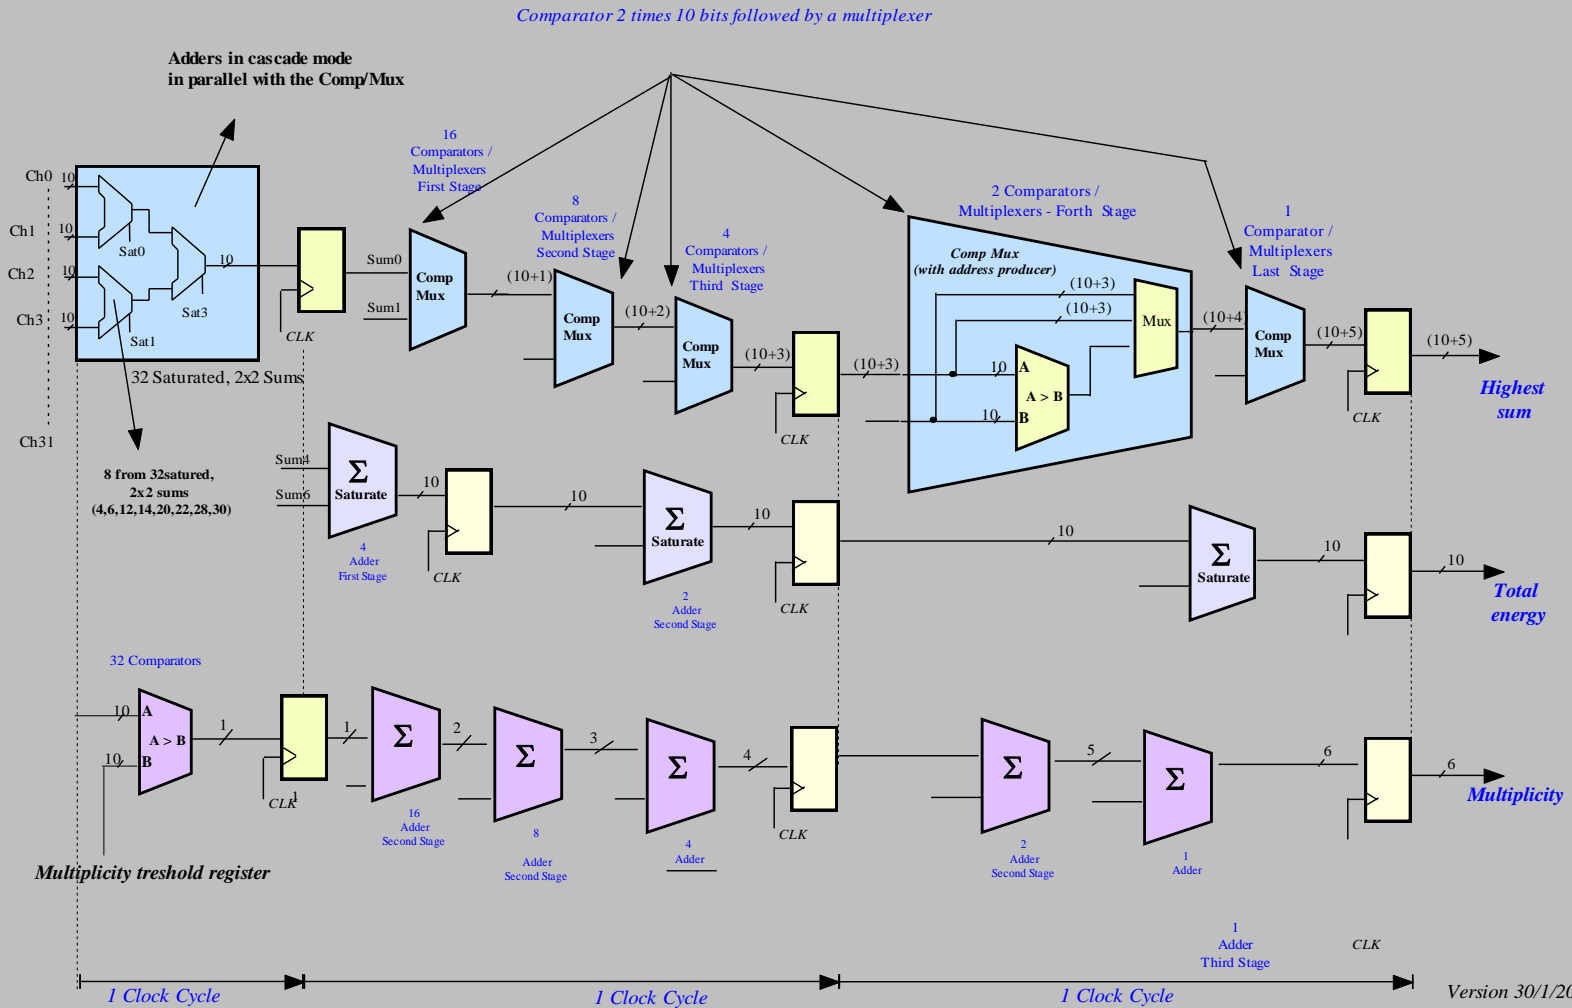 Comparator 2 times 10 bits followed by a multiplexer
Adders in cascade mode
in parallel with the Comp/Mux
16
Comparators /
Multiplexers
First Stage
8
Comparators /
Multiplexers
Second Stage
4
Comparators /
Multiplexers
Third Stage
2 Comparators /
Multiplexers - Forth Stage
1
Comparator /
Multiplexers
Last Stage
Ch0
10
Ch1
10
Ch2
10
Ch3
10
Ch31
Sat0
Sat1
Sat3
10
32 Saturated, 2x2 Sums
CLK
Sum0
Sum1
Comp
Mux
(10+1)
Comp
Mux
(10+2)
Comp
Mux
(10+3)
CLK
(10+3)
Comp Mux
(with address producer)
(10+3)
(10+3)
Mux
10
A
A > B
10
B
(10+4)
Comp
Mux
(10+5)
CLK
(10+5)
Highest
sum
8 from 32satured,
2x2 sums
(4,6,12,14,20,22,28,30)
Sum4
Sum6
Σ
Saturate
10
4
Adder
First Stage
CLK
10
Σ
Saturate
10
2
Adder
Second Stage
CLK
10
Σ
Saturate
10
10
Total
energy
32 Comparators
10
A
A > B
10
B
1
CLK
1
1
Σ
2
16
Adder
Second Stage
Σ
3
8
Adder
Second Stage
Σ
4
4
Adder
CLK
Σ
5
2
Adder
Second Stage
Σ
6
1
Adder
6
Multiplicity
Multiplicity treshold register
1
Adder
Third Stage
CLK
1 Clock Cycle
1 Clock Cycle
1 Clock Cycle
Version 30/1/20